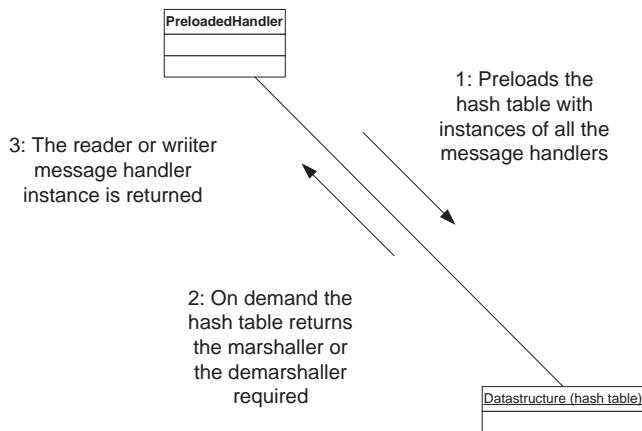 PreloadedHandler
1: Preloads the
hash table with
instances of all the
message handlers
3: The reader or wriiter
message handler
instance is returned
2: On demand the
hash table returns
the marshaller or
the demarshaller
required
Datastructure (hash table)